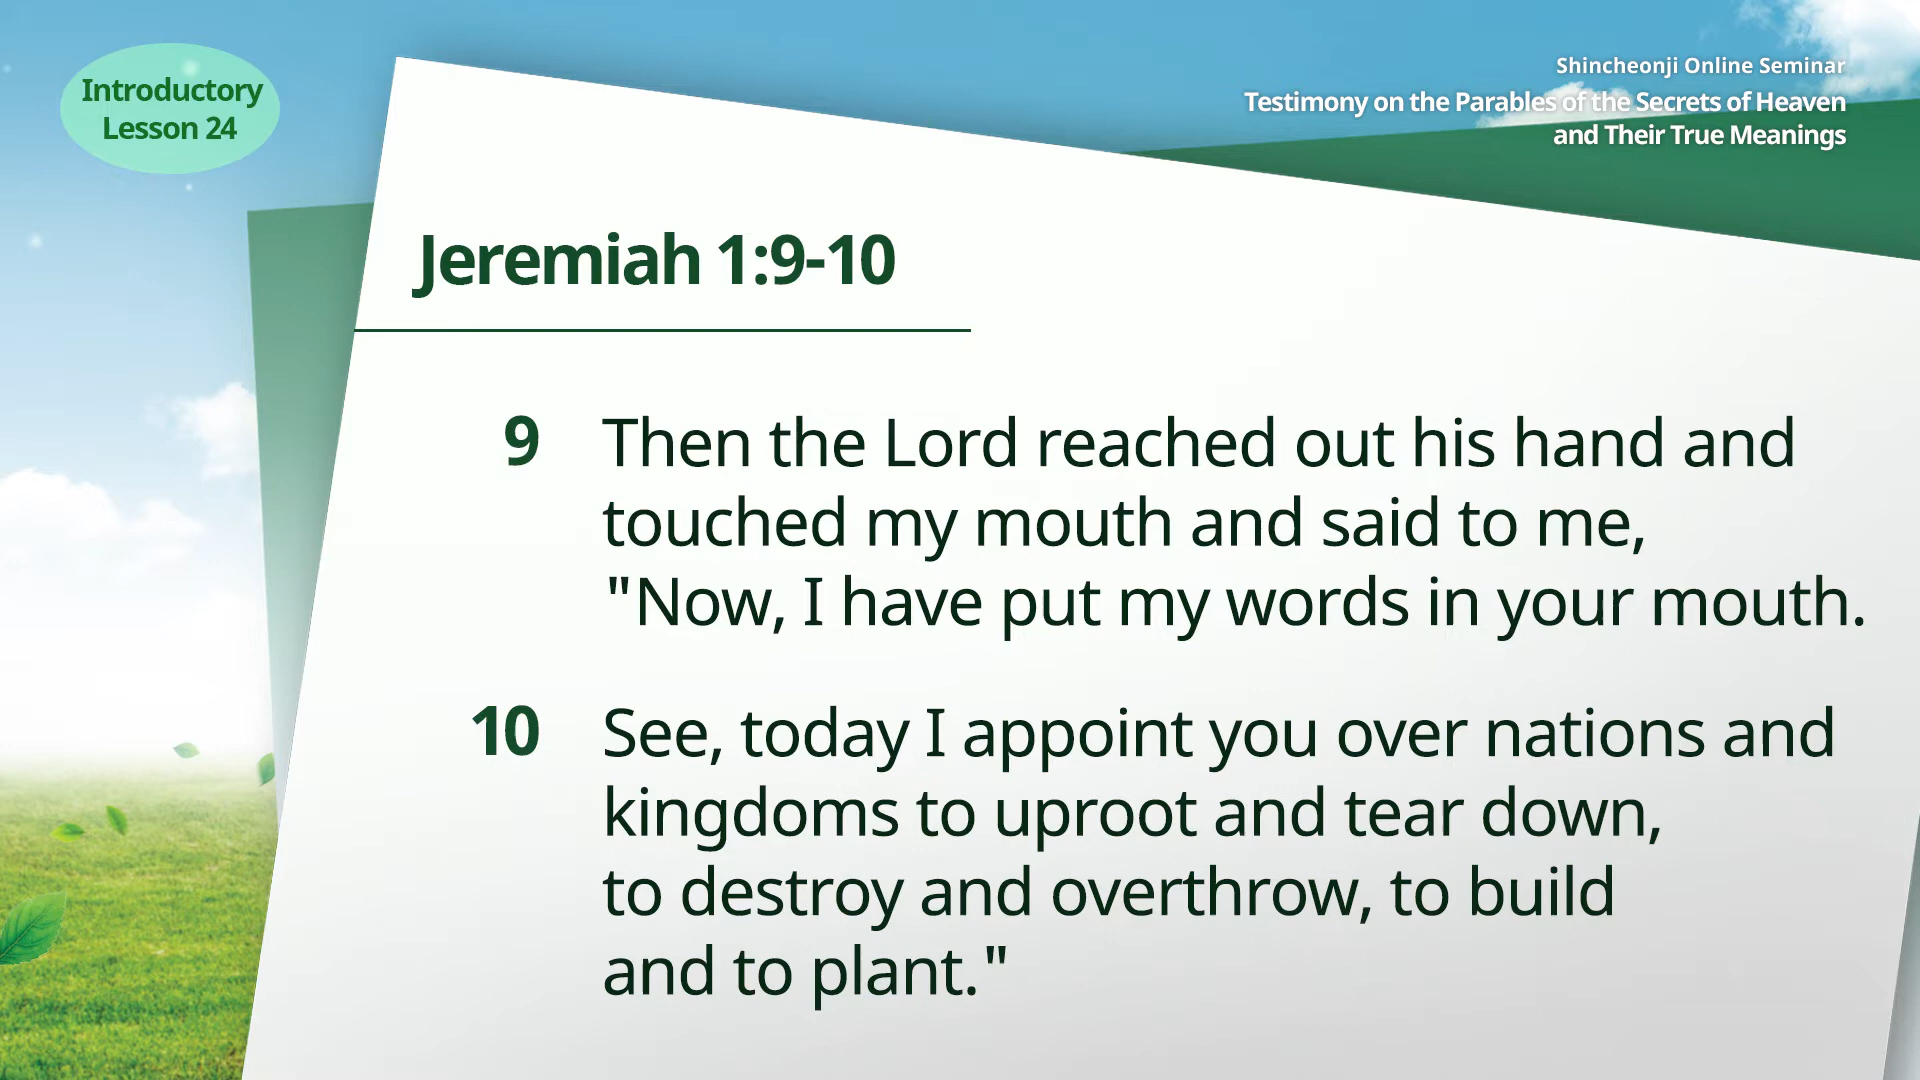 Introductory
Lesson 24
Shincheonji Online Seminar
Testimony on the Parables of the Secrets of Heaven
and Their True Meanings
Jeremiah 1:9-10
9 Then the Lord reached out his hand and
touched my mouth and said to me,
"Now, I have put my words in your mouth.
10 See, today I appoint you over nations and
kingdoms to uproot and tear down,
to destroy and overthrow, to build
and to plant."